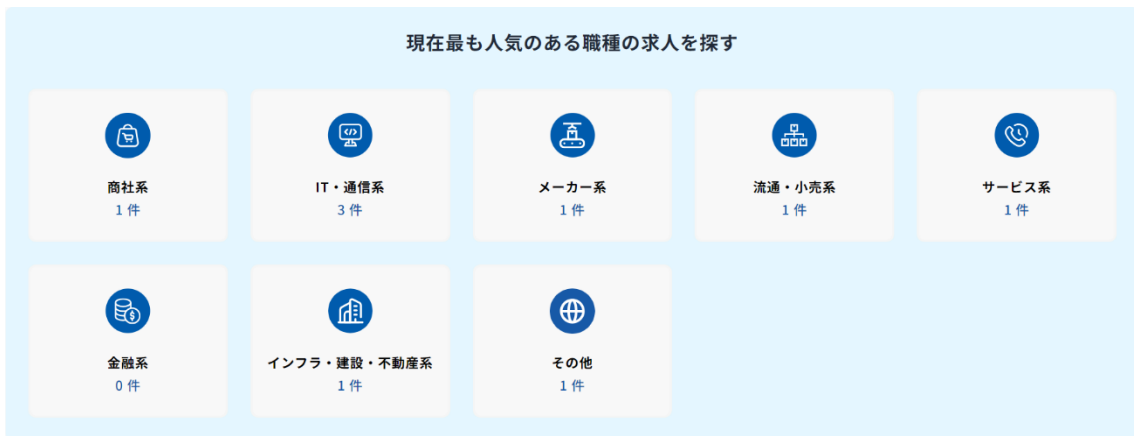 現在最も人気のある職種の求人を探す
商社系
1 件
IT・通信系
3 件
メーカー系
1 件
流通・小売系
1 件
サービス系
1 件
金融系
0 件
インフラ・建設・不動産系
1 件
その他
1 件